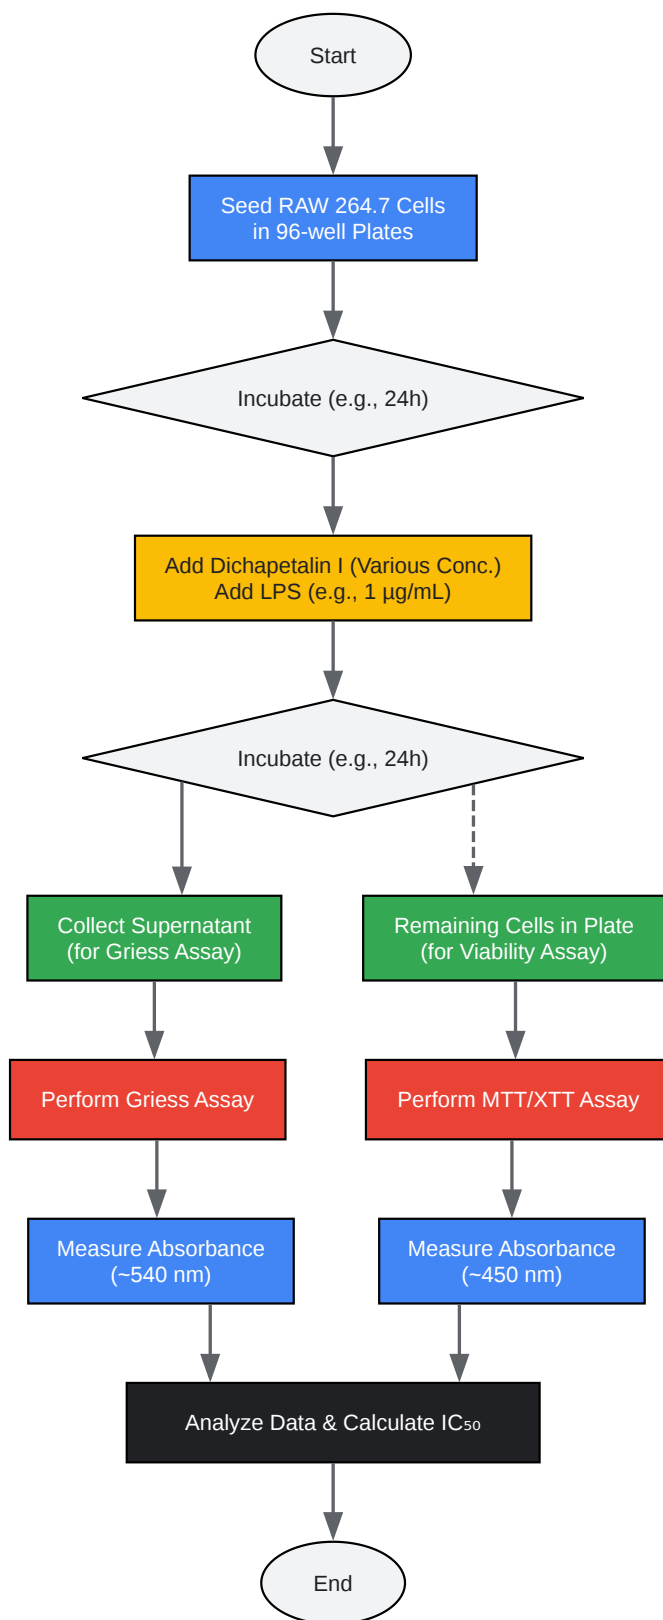 Start
Seed RAW 264.7 Cells
in 96-well Plates
Incubate (e.g., 24h)
Add Dichapetalin I (Various Conc.)
Add LPS (e.g., 1 µg/mL)
Incubate (e.g., 24h)
Collect Supernatant
(for Griess Assay)
Remaining Cells in Plate
(for Viability Assay)
Perform Griess Assay
Perform MTT/XTT Assay
Measure Absorbance
(~540 nm)
Measure Absorbance
(~450 nm)
Analyze Data & Calculate IC₅₀
End